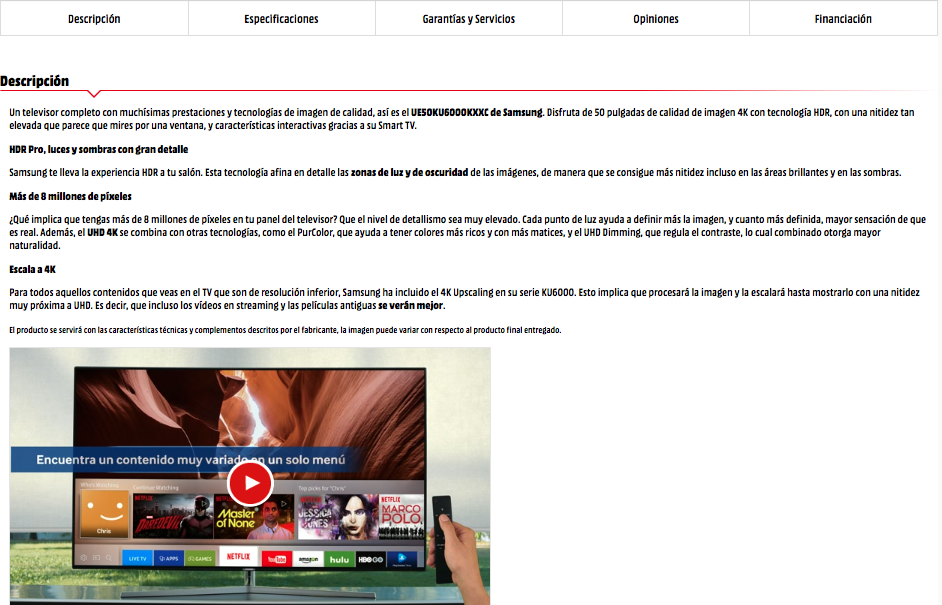 Descripción
Especificaciones
Garantías y Servicios
Opiniones
Financiación
Descripción
Un televisor completo con muchísimas prestaciones y tecnologías de imagen de calidad, así es el UE50KU6000KXXC de Samsung. Disfruta de 50 pulgadas de calidad de imagen 4K con tecnología HDR, con una nitidez tan
elevada que parece que mires por una ventana, y características interactivas gracias a su Smart TV.
HDR Pro, luces y sombras con gran detalle
Samsung te lleva la experiencia HDR a tu salón. Esta tecnología afina en detalle las zonas de luz y de oscuridad de las imágenes, de manera que se consigue más nitidez incluso en las áreas brillantes y en las sombras.
Más de 8 millones de píxeles
¿Qué implica que tengas más de 8 millones de píxeles en tu panel del televisor? Que el nivel de detallismo sea muy elevado. Cada punto de luz ayuda a definir más la imagen, y cuanto más definida, mayor sensación de que
es real. Además, el UHD 4K se combina con otras tecnologías, como el PurColor, que ayuda a tener colores más ricos y con más matices, y el UHD Dimming, que regula el contraste, lo cual combinado otorga mayor
naturalidad.
Escala a 4K
Para todos aquellos contenidos que veas en el TV que son de resolución inferior, Samsung ha incluido el 4K Upscaling en su serie KU6000. Esto implica que procesará la imagen y la escalará hasta mostrarlo con una nitidez
muy próxima a UHD. Es decir, que incluso los vídeos en streaming y las películas antiguas se verán mejor.
El producto se servirá con las características técnicas y complementos descritos por el fabricante, la imagen puede variar con respecto al producto final entregado.
Encuentra un contenido muy variado en un solo menú
Who's Watching
Continue Watching
Top picks for "Chris"
Chris
NETFLIX
DAREDEVIL
NETFLIX
Master
of None
JESSICA
JONES
NETFLIX
MARCO
POLO
LIVE TV
APPS
GAMES
NETFLIX
YouTube
amazon
hulu
HBO GO